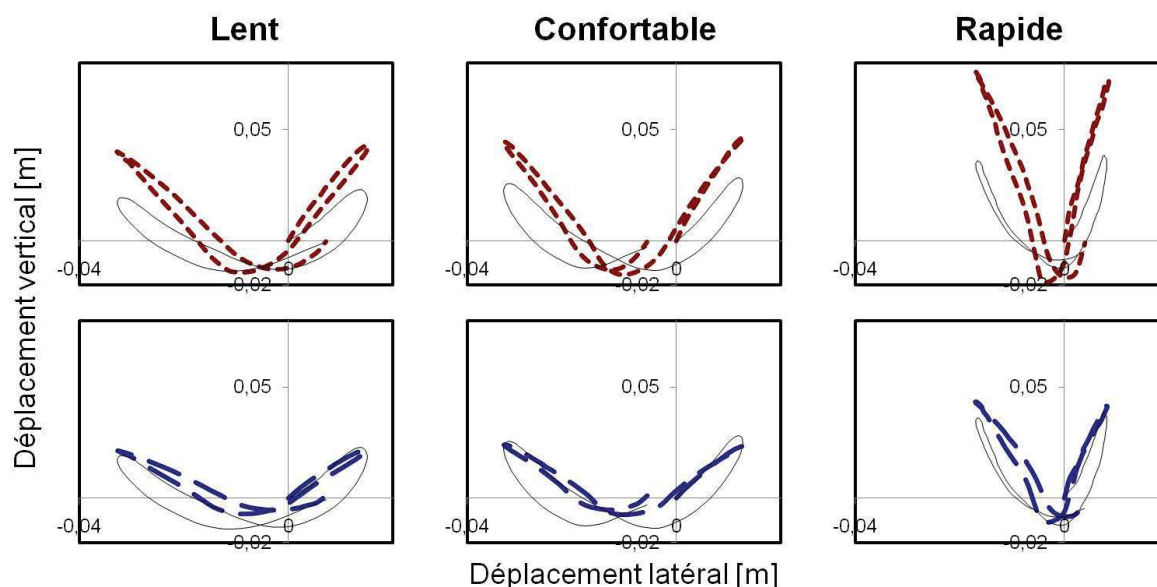 Lent Confortable Rapide
Déplacement vertical [m]
0,05 0,05 0,05
-0,04 0 -0,04 0 -0,04 0
-0,02 -0,02 -0,02
0,05 0,05 0,05
-0,04 0 -0,04 0 -0,04 0
-0,02 -0,02 -0,02
Déplacement latéral [m]